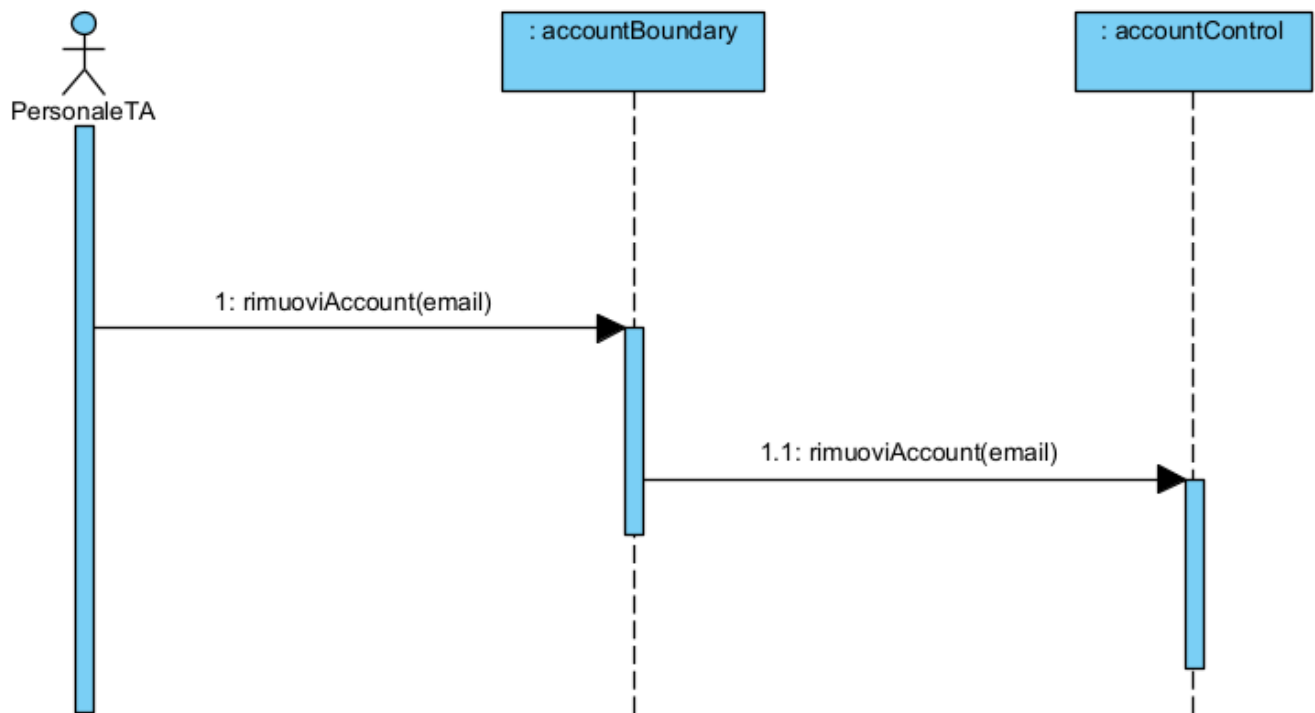 : accountBoundary
: accountControl
PersonaleTA
1: rimuoviAccount(email)
1.1: rimuoviAccount(email)